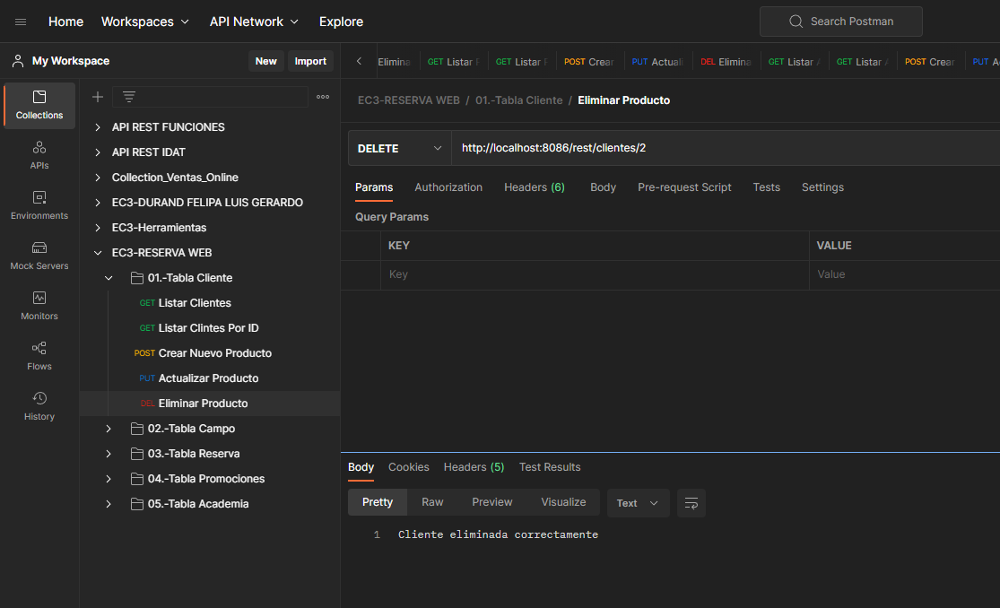 Home Workspaces API Network Explore Search Postman
My Workspace New Import
Elimina GET Listar GET Listar POST Crear PUT Actuali DEL Elimina GET Listar GET Listar POST Crear PUT
Collections
APIs
Environments
Mock Servers
Monitors
Flows
History
API REST FUNCIONES
API REST IDAT
Collection_Ventas_Online
EC3-DURAND FELIPA LUIS GERARDO
EC3-Herramientas
EC3-RESERVA WEB
01.-Tabla Cliente
GET Listar Clientes
GET Listar Clintes Por ID
POST Crear Nuevo Producto
PUT Actualizar Producto
DEL Eliminar Producto
02.-Tabla Campo
03.-Tabla Reserva
04.-Tabla Promociones
05.-Tabla Academia
EC3-RESERVA WEB / 01.-Tabla Cliente / Eliminar Producto
DELETE http://localhost:8086/rest/clientes/2
Params Authorization Headers (6) Body Pre-request Script Tests Settings
Query Params
KEY VALUE
Key Value
Body Cookies Headers (5) Test Results
Pretty Raw Preview Visualize Text
1 Cliente eliminada correctamente